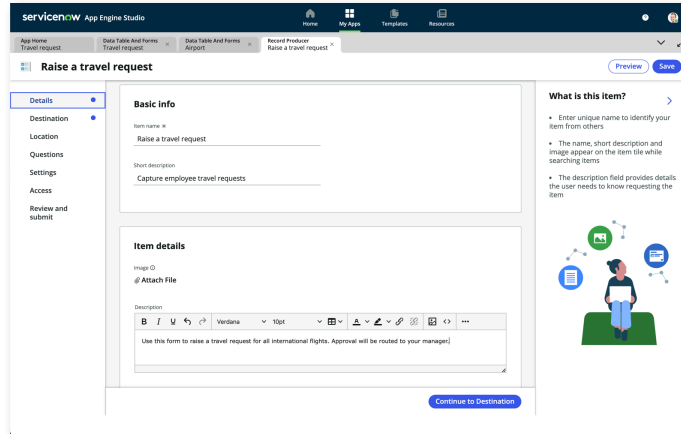 servicenow App Engine Studio
Home
My Apps
Templates
Resources
App Home
Travel request
Data Table And Forms
Travel request
Data Table And Forms
Airport
Record Producer
Raise a travel request
Raise a travel request
Preview
Save
Details
Destination
Location
Questions
Settings
Access
Review and
submit
Basic info
Item name
Raise a travel request
Short description
Capture employee travel requests
Item details
Image
Attach File
Description
B I U Verdana 10pt A
Use this form to raise a travel request for all international flights. Approval will be routed to your manager.
Continue to Destination
What is this item?
• Enter unique name to identify your
item from others
• The name, short description and
image appear on the item tile while
searching items
• The description field provides details
the user needs to know requesting the
item